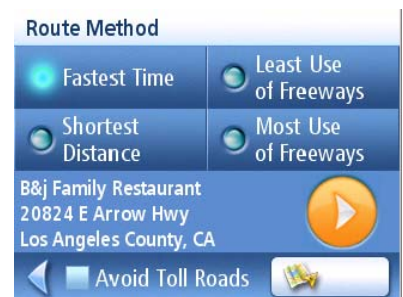 Route Method
Fastest Time
Least Use
of Freeways
Shortest
Distance
Most Use
of Freeways
B&j Family Restaurant
20824 E Arrow Hwy
Los Angeles County, CA
Avoid Toll Roads